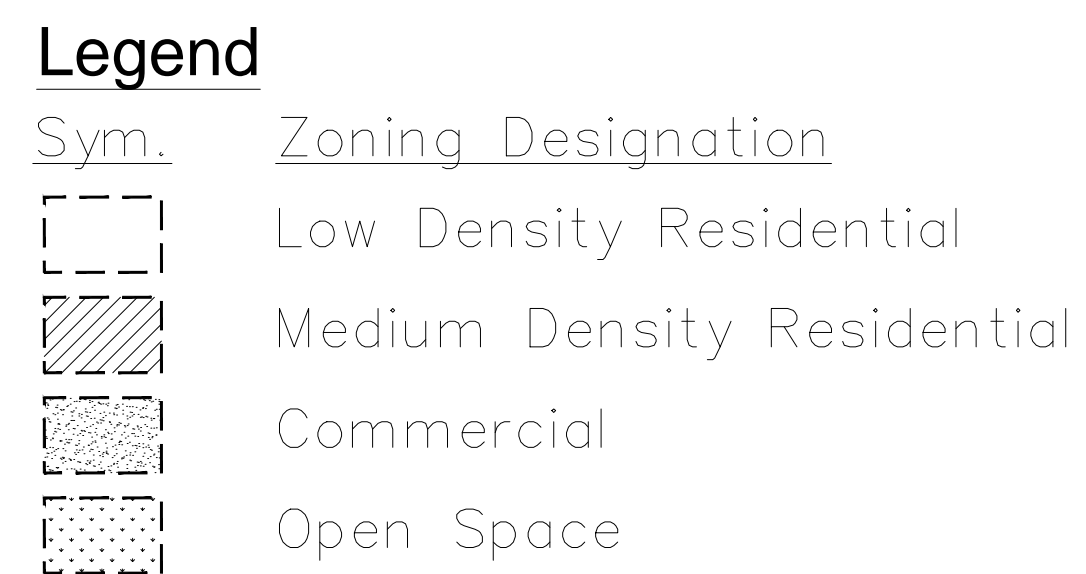 Legend
Sym. Zoning Designation
Low Density Residential
Medium Density Residential
Commercial
Open Space